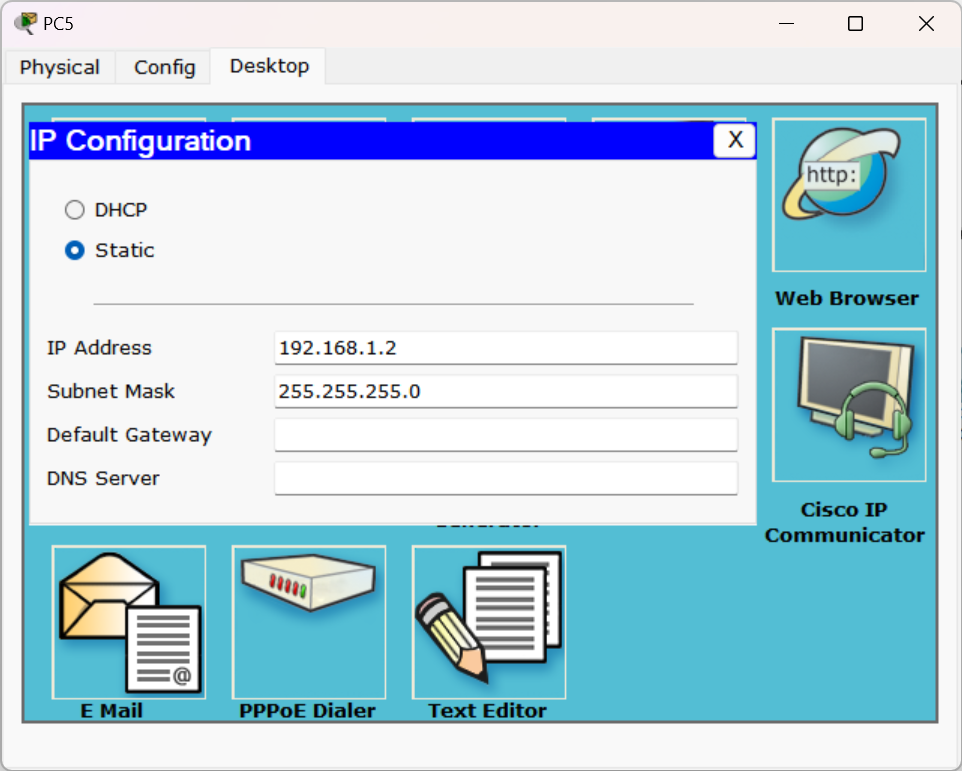 PC5
Physical
Config
Desktop
IP Configuration
X
DHCP
Static
IP Address
192.168.1.2
Subnet Mask
255.255.255.0
Default Gateway
DNS Server
http:
Web Browser
Cisco IP
Communicator
@
E Mail
PPPoE Dialer
Text Editor